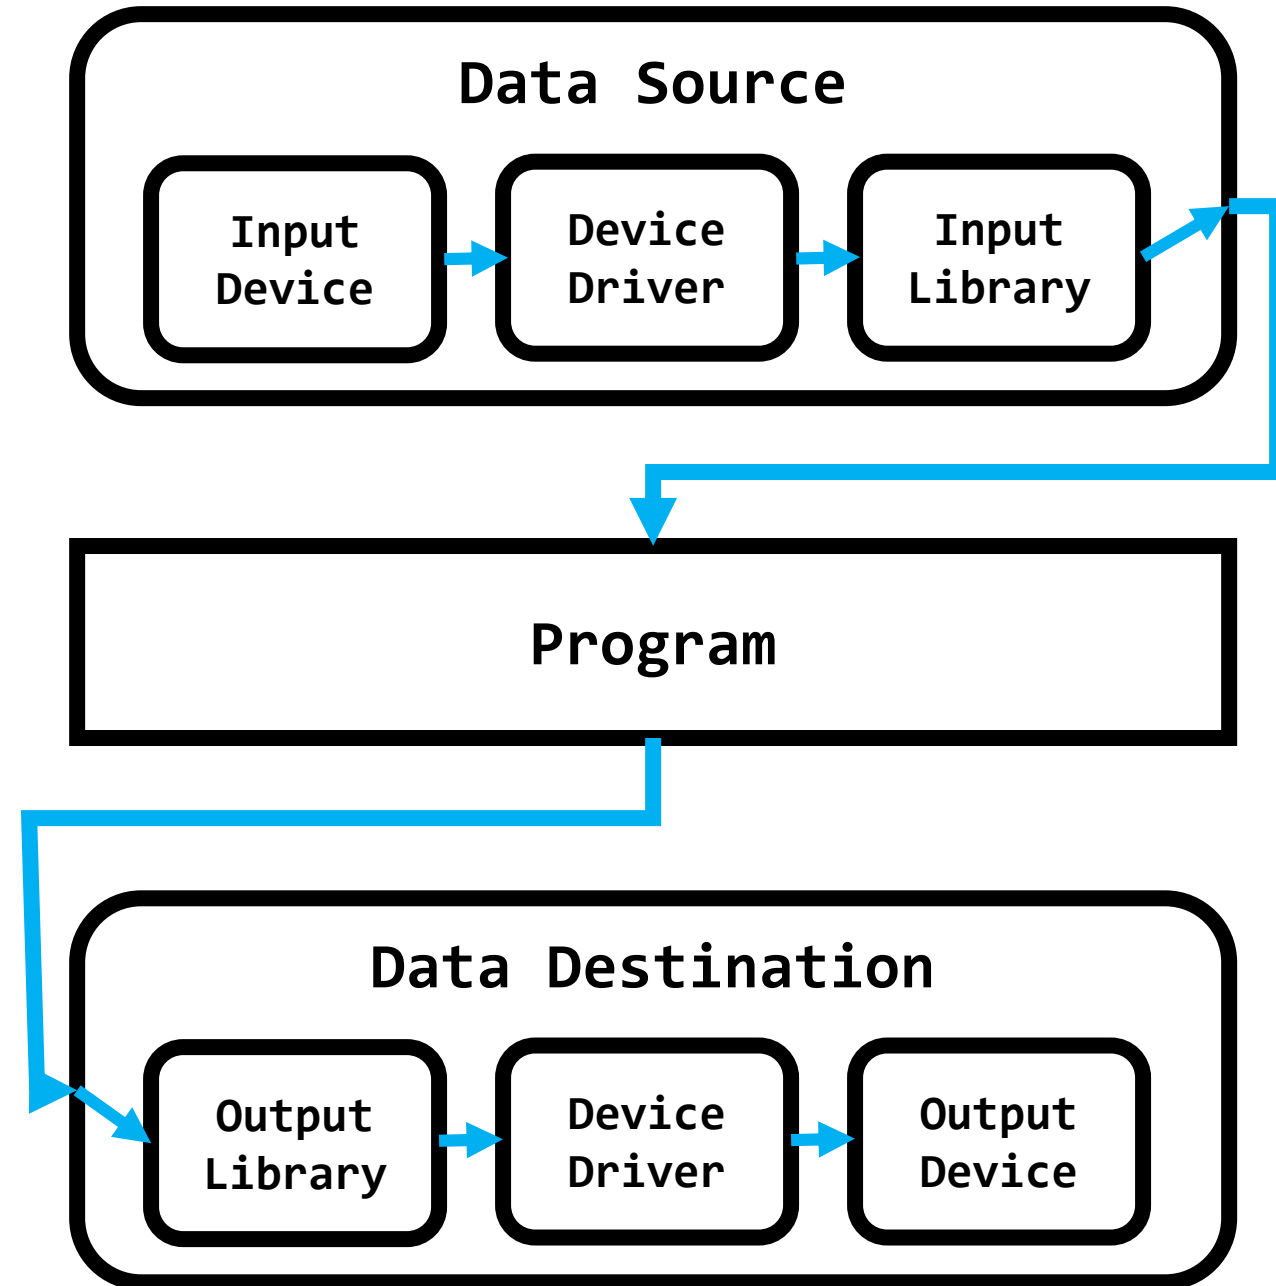 Data Source
Input
Device
Device
Driver
Input
Library
Program
Data Destination
Output
Library
Device
Driver
Output
Device